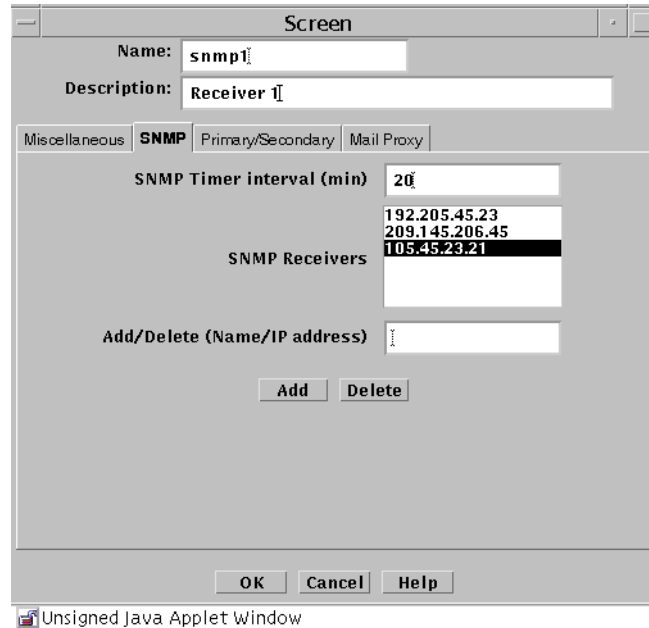 Screen
Name: snmp1
Description: Receiver 1
Miscellaneous SNMP Primary/Secondary Mail Proxy
SNMP Timer interval (min) 20
192.205.45.23
209.145.206.45
105.45.23.21
SNMP Receivers
Add/Delete (Name/IP address)
Add Delete
OK Cancel Help
Unsigned Java Applet Window